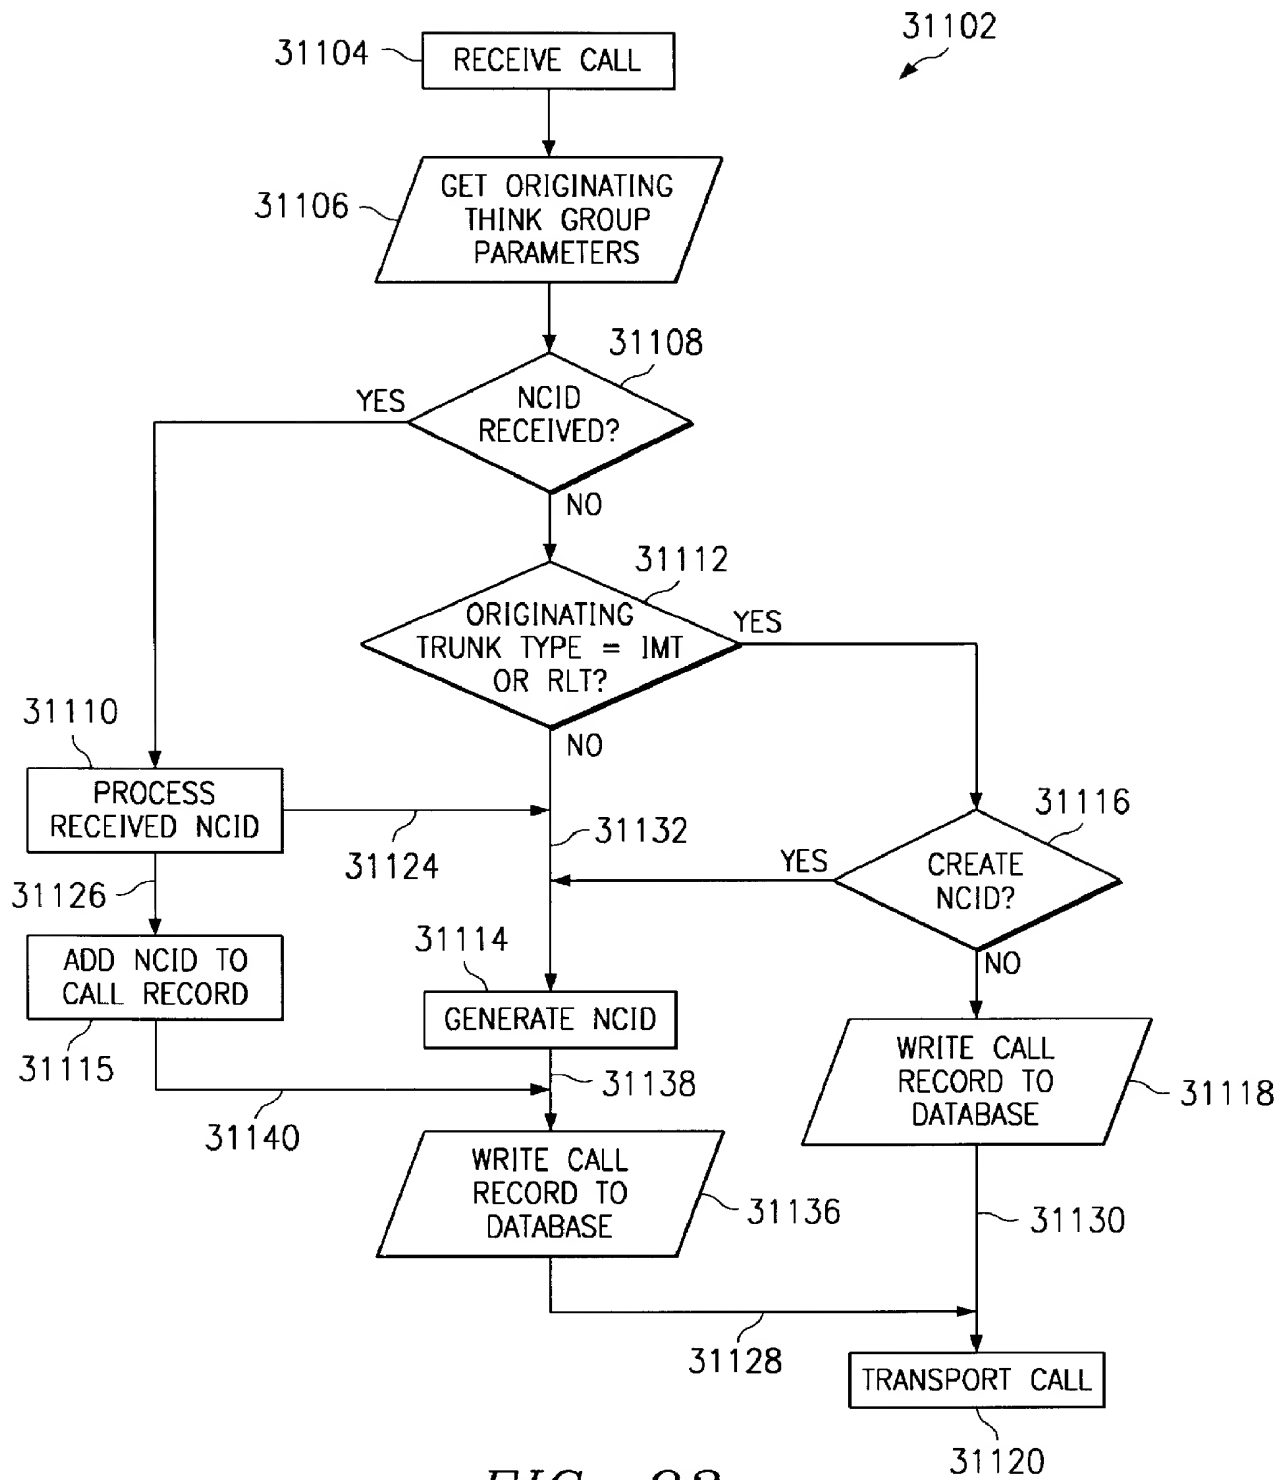 31102
31104
RECEIVE CALL
31106
GET ORIGINATING
THINK GROUP
PARAMETERS
31108
YES
NCID
RECEIVED?
NO
31112
ORIGINATING
TRUNK TYPE = IMT
OR RLT?
YES
NO
31110
PROCESS
RECEIVED NCID
31124
31132
31116
YES
CREATE
NCID?
NO
31126
ADD NCID TO
CALL RECORD
31115
31114
GENERATE NCID
31138
31140
WRITE CALL
RECORD TO
DATABASE
31118
WRITE CALL
RECORD TO
DATABASE
31136
31130
31128
TRANSPORT CALL
31120